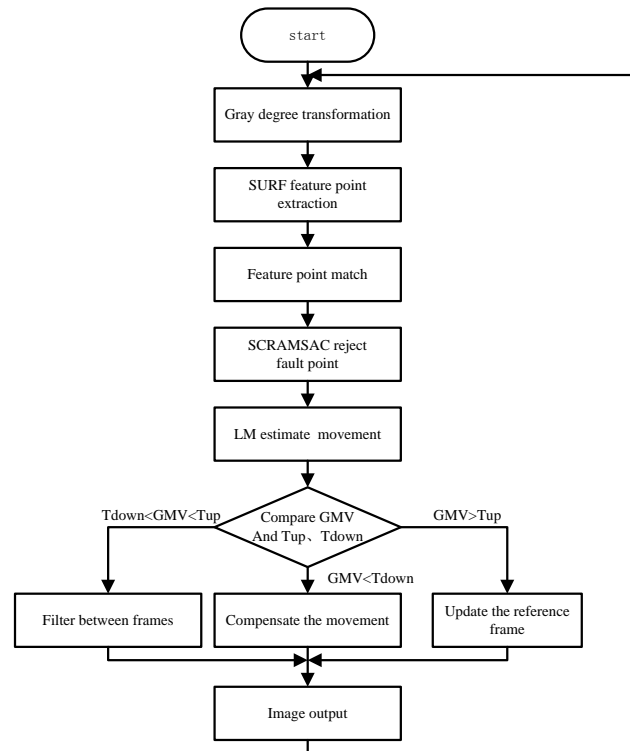 start
Gray degree transformation
SURF feature point
extraction
Feature point match
SCRAMSAC reject
fault point
LM estimate movement
Tdown<GMV<Tup
Compare GMV
And Tup、Tdown
GMV>Tup
GMV<Tdown
Filter between frames
Compensate the movement
Update the reference
frame
Image output